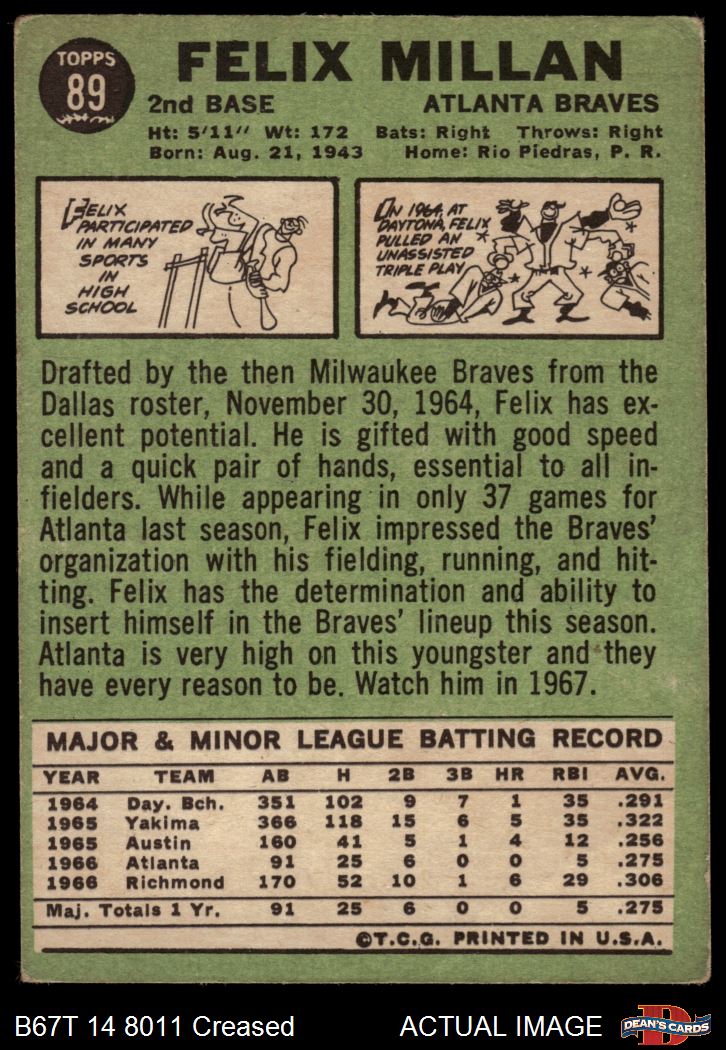 TOPPS
89
FELIX MILLAN
2nd BASE ATLANTA BRAVES
Ht: 5'11" Wt: 172 Bats: Right Throws: Right
Born: Aug. 21, 1943 Home: Rio Piedras, P. R.
FELIX
PARTICIPATED
IN MANY
SPORTS
IN
HIGH
SCHOOL
IN 1964, AT
DAYTONA, FELIX
PULLED AN
UNASSISTED
TRIPLE PLAY
Drafted by the then Milwaukee Braves from the
Dallas roster, November 30, 1964, Felix has ex-
cellent potential. He is gifted with good speed
and a quick pair of hands, essential to all in-
fielders. While appearing in only 37 games for
Atlanta last season, Felix impressed the Braves'
organization with his fielding, running, and hit-
ting. Felix has the determination and ability to
insert himself in the Braves' lineup this season.
Atlanta is very high on this youngster and they
have every reason to be. Watch him in 1967.
MAJOR & MINOR LEAGUE BATTING RECORD
YEAR TEAM AB H 2B 3B HR RBI AVG.
1964 Day. Bch. 351 102 9 7 1 35 .291
1965 Yakima 366 118 15 6 5 35 .322
1965 Austin 160 41 5 1 4 12 .256
1966 Atlanta 91 25 6 0 0 5 .275
1966 Richmond 170 52 10 1 6 29 .306
Maj. Totals 1 Yr. 91 25 6 0 0 5 .275
©T.C.G. PRINTED IN U.S.A.
B67T 14 8011 Creased ACTUAL IMAGE
D
DEAN'S CARDS